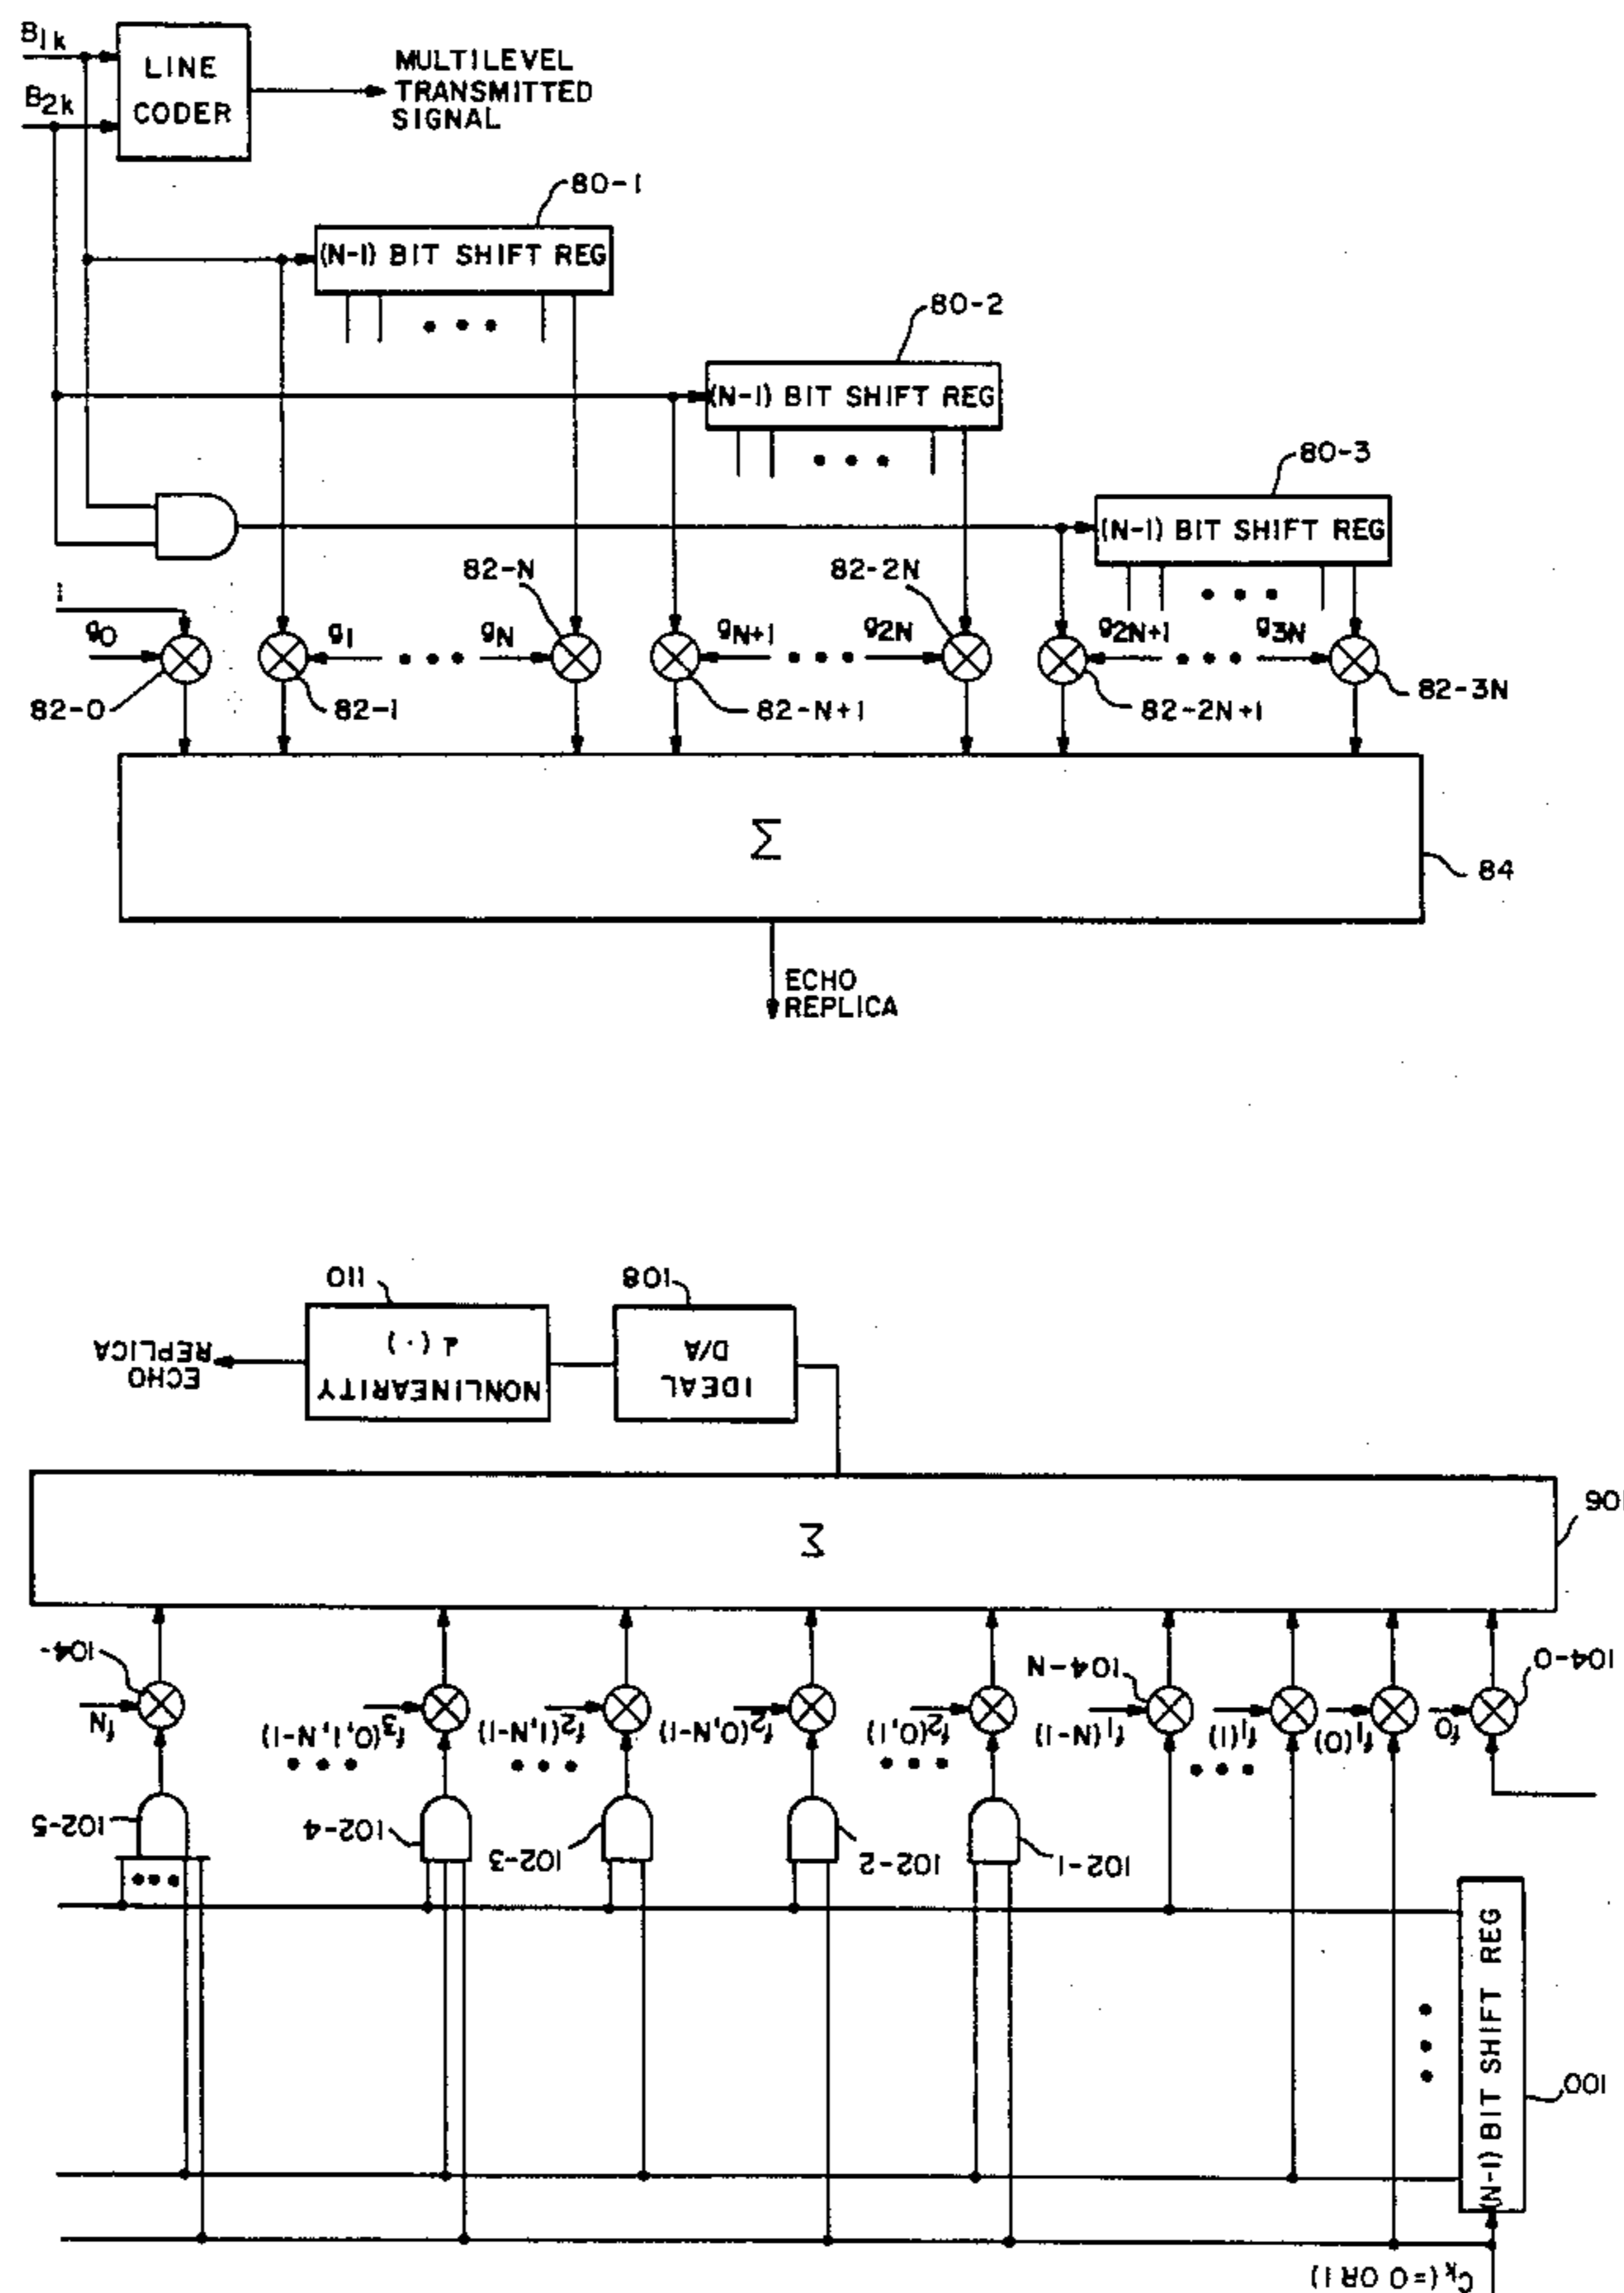 B1k
B2k
LINE
CODER
MULTILEVEL
TRANSMITTED
SIGNAL
80-1
(N-1) BIT SHIFT REG
80-2
(N-1) BIT SHIFT REG
80-3
(N-1) BIT SHIFT REG
82-N
82-2N
1
g0
g1
gN
gN+1
g2N
g2N+1
g3N
82-0
82-1
82-N+1
82-2N+1
82-3N
Σ
84
ECHO
REPLICA
Ck (=0 OR 1)
100
(N-1) BIT SHIFT REG
102-1
102-2
102-3
102-4
102-5
f0
f1(0)
f1(1)
f1(N-1)
f2(0,1)
f2(0,N-1)
f2(1,N-1)
f3(0,1,N-1)
fN
104-0
104-N
104-
Σ
106
IDEAL
D/A
108
NONLINEARITY
110
ECHO
REPLICA